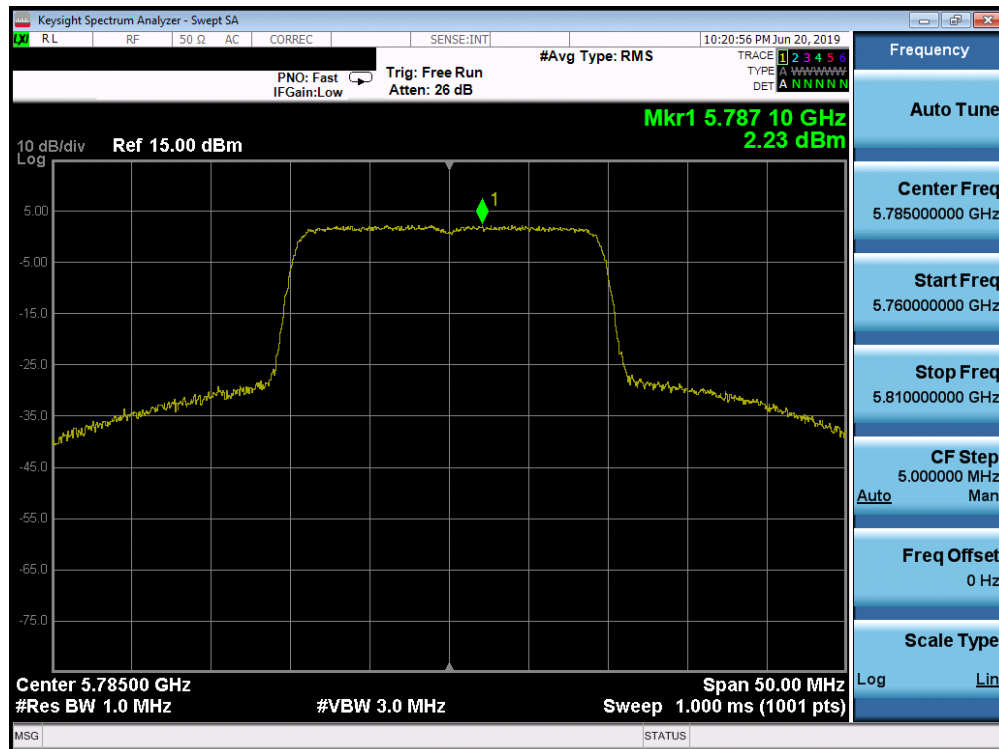 Keysight Spectrum Analyzer - Swept SA
LXI RL RF 50 Ω AC CORREC SENSE:INT 10:20:56 PM Jun 20, 2019
#Avg Type: RMS
TRACE 1 2 3 4 5 6
PNO: Fast Trig: Free Run TYPE A WWWWW
IFGain:Low Atten: 26 dB DET A N N N N N
Mkr1 5.787 10 GHz
2.23 dBm
10 dB/div Ref 15.00 dBm
Log
1
5.00
-5.00
-15.0
-25.0
-35.0
-45.0
-55.0
-65.0
-75.0
Center 5.78500 GHz Span 50.00 MHz
#Res BW 1.0 MHz #VBW 3.0 MHz Sweep 1.000 ms (1001 pts)
MSG STATUS
Frequency
Auto Tune
Center Freq
5.785000000 GHz
Start Freq
5.760000000 GHz
Stop Freq
5.810000000 GHz
CF Step
5.000000 MHz
Auto Man
Freq Offset
0 Hz
Scale Type
Log Lin